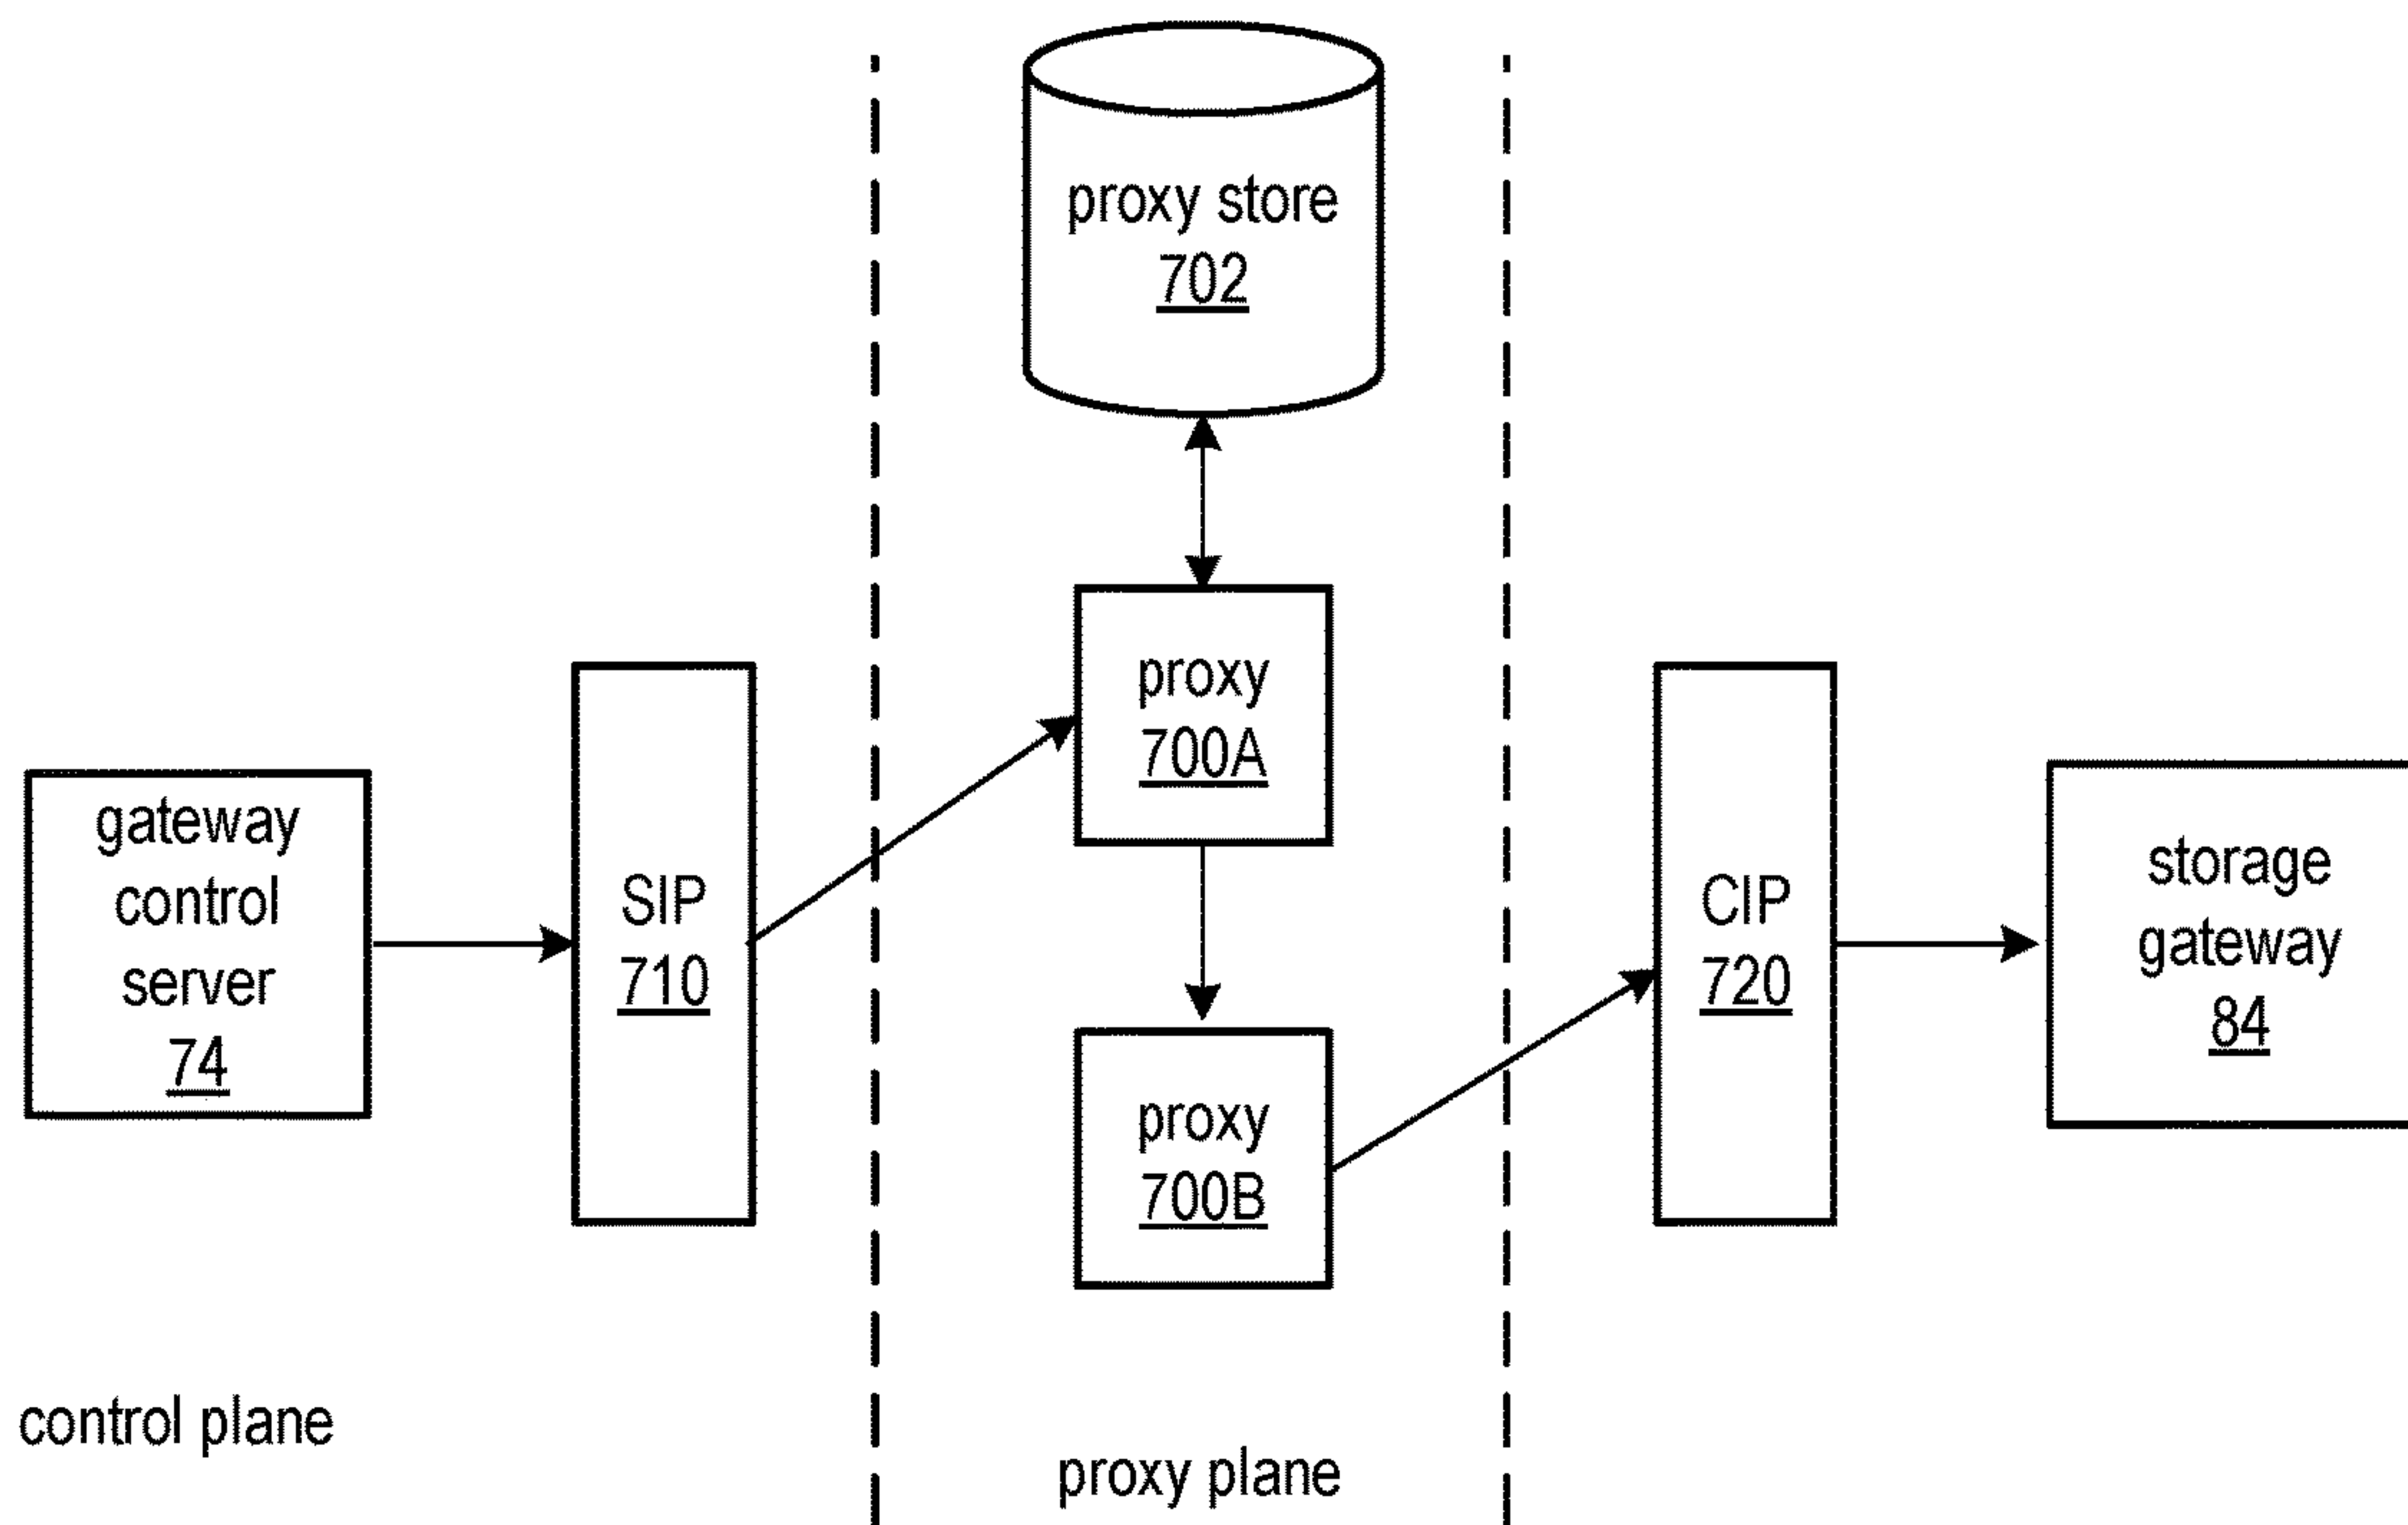 proxy store
702
proxy
700A
gateway
control
server
74
SIP
710
CIP
720
storage
gateway
84
proxy
700B
control plane
proxy plane